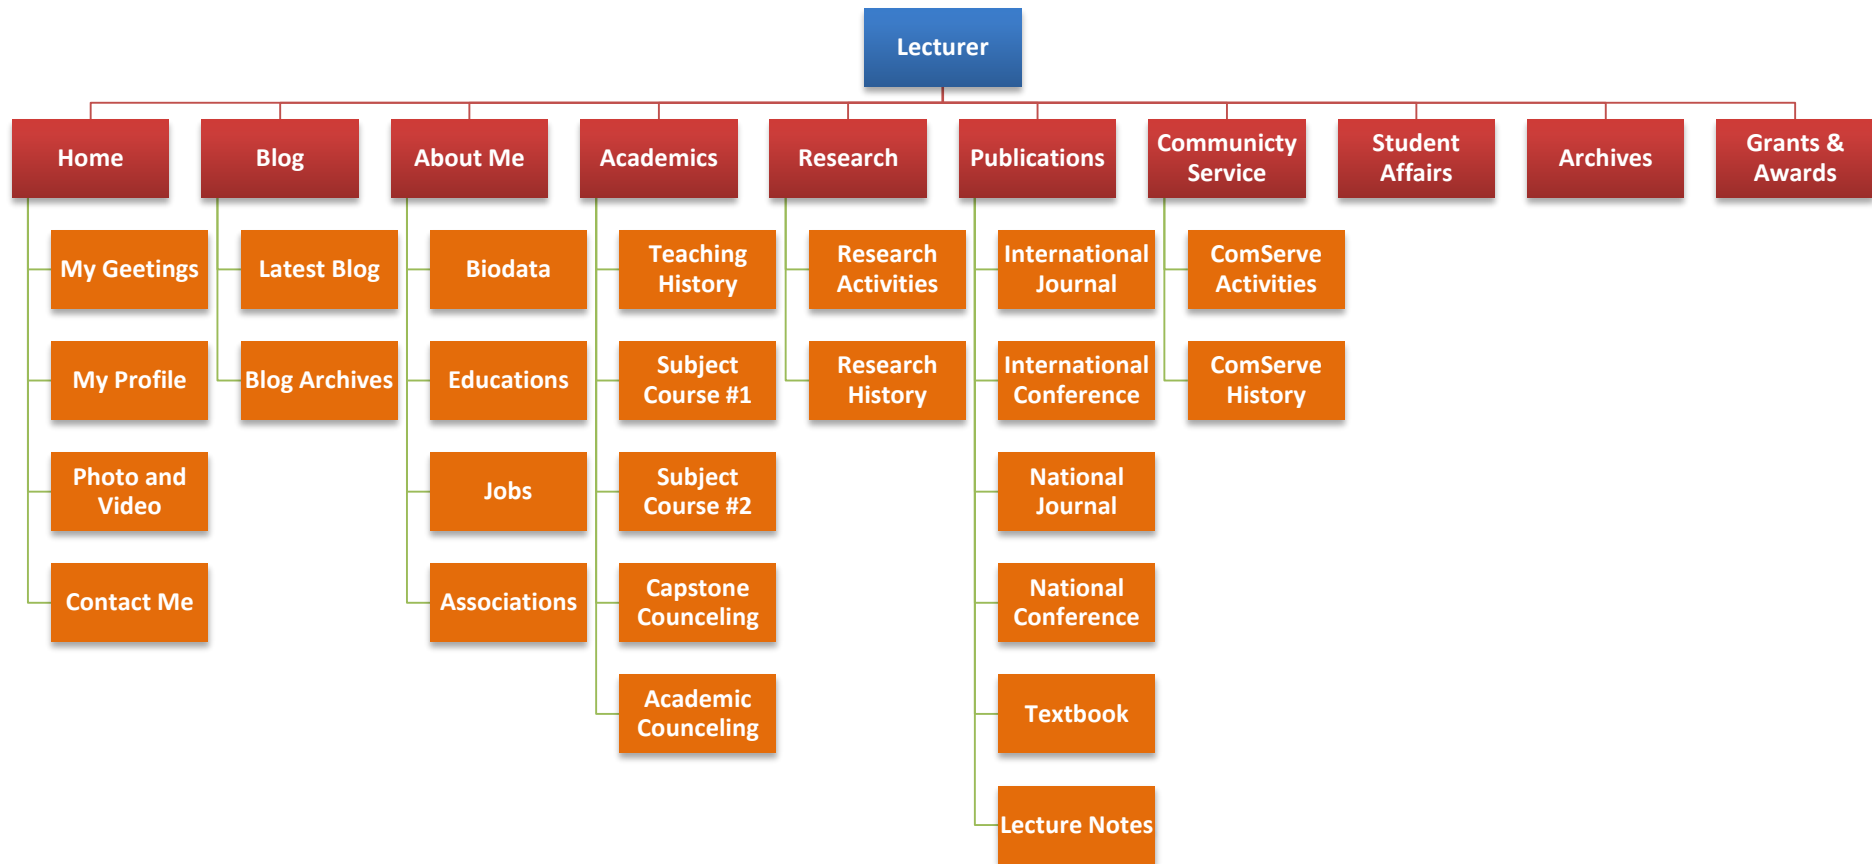 Lecturer
Home
Blog
About Me
Academics
Research
Publications
Communicty
Service
Student
Affairs
Archives
Grants &
Awards
My Geetings
Latest Blog
Biodata
Teaching
History
Research
Activities
International
Journal
ComServe
Activities
My Profile
Blog Archives
Educations
Subject
Course #1
Research
History
International
Conference
ComServe
History
Photo and
Video
Jobs
Subject
Course #2
National
Journal
Contact Me
Associations
Capstone
Counceling
National
Conference
Academic
Counceling
Textbook
Lecture Notes